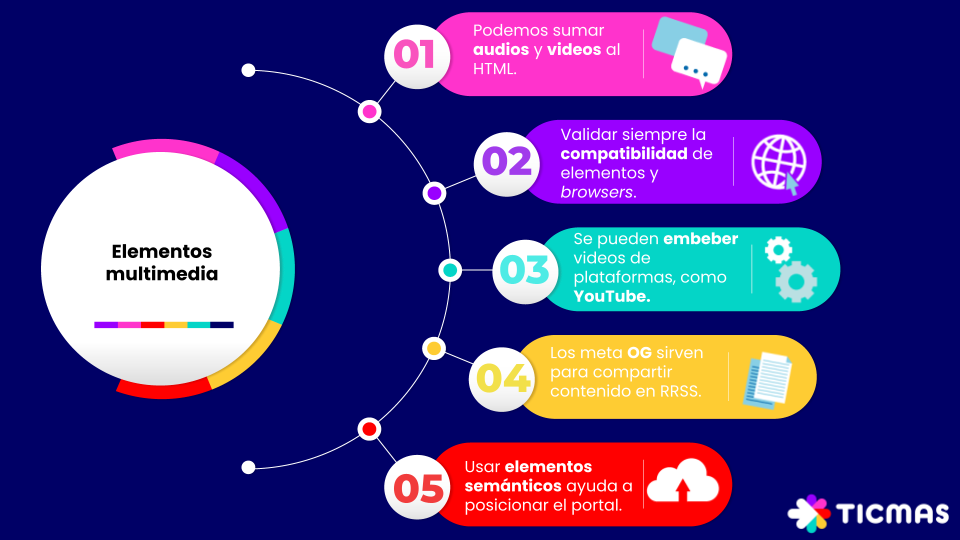 Elementos
multimedia
01
Podemos sumar
audios y videos al
HTML.
02
Validar siempre la
compatibilidad de
elementos y
browsers.
03
Se pueden embeber
videos de
plataformas, como
YouTube.
04
Los meta OG sirven
para compartir
contenido en RRSS.
05
Usar elementos
semánticos ayuda a
posicionar el portal.
TICMAS